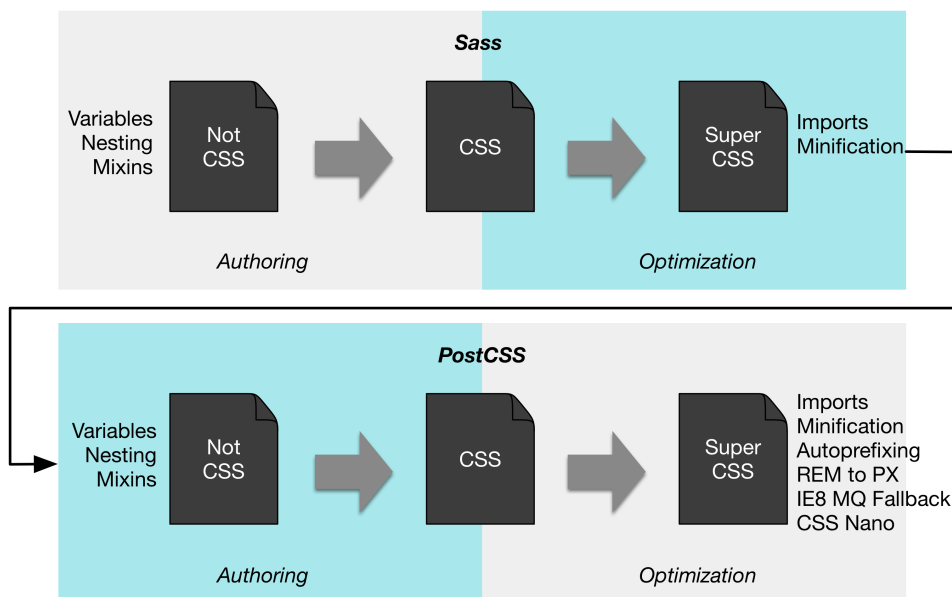 Sass
Variables
Nesting
Mixins
Not
CSS
CSS
Super
CSS
Imports
Minification
Authoring
Optimization
PostCSS
Variables
Nesting
Mixins
Not
CSS
CSS
Super
CSS
Imports
Minification
Autoprefixing
REM to PX
IE8 MQ Fallback
CSS Nano
Authoring
Optimization